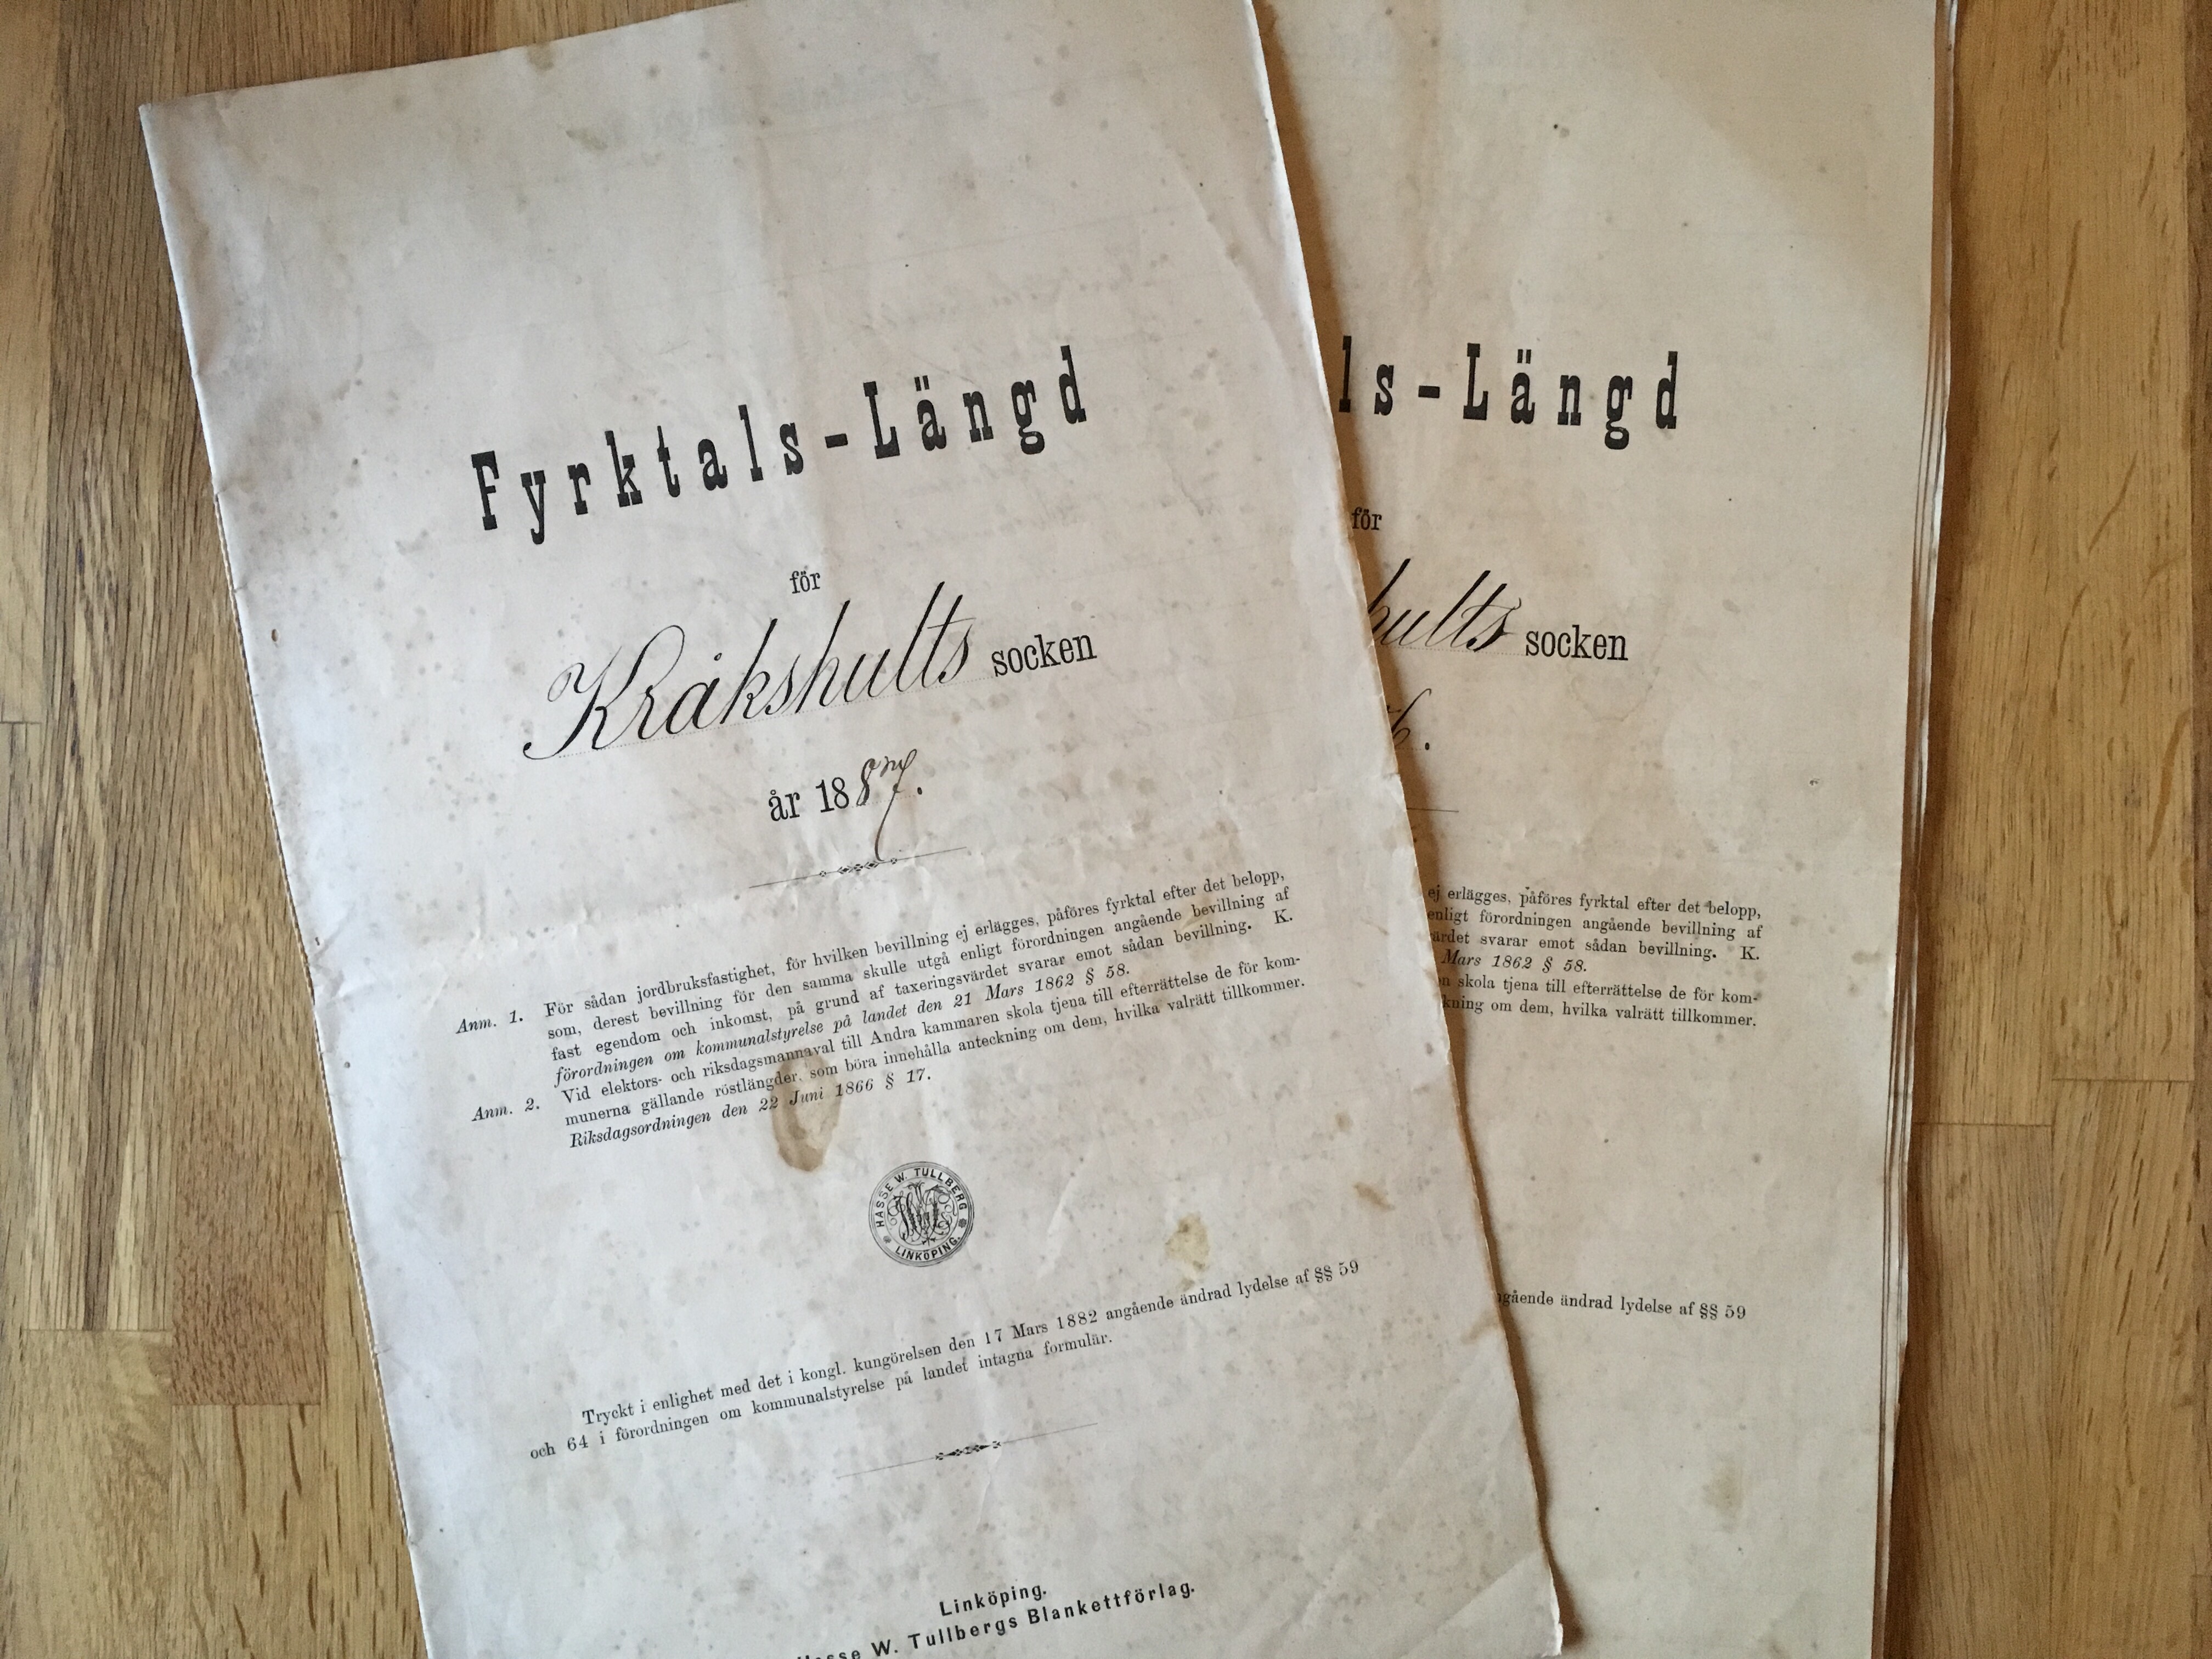 Fyrktals-Längd
för
Kråkshults socken
år 1887.
Anm. 1. För sådan jordbruksfastighet, för hvilken bevillning ej erlägges, påföres fyrktal efter det belopp,
som, derest bevillning för den samma skulle utgå enligt förordningen angående bevillning af
fast egendom och inkomst, på grund af taxeringsvärdet svarar emot sådan bevillning. K.
förordningen om kommunalstyrelse på landet den 21 Mars 1862 § 58.
Anm. 2. Vid elektors- och riksdagsmannaval till Andra kammaren skola tjena till efterrättelse de för kom-
munerna gällande röstlängder, som böra innehålla anteckning om dem, hvilka valrätt tillkommer.
Riksdagsordningen den 22 Juni 1866 § 17.
HASSE W. TULLBERG
LINKÖPING.
Tryckt i enlighet med det i kongl. kungörelsen den 17 Mars 1882 angående ändrad lydelse af §§ 59
och 64 i förordningen om kommunalstyrelse på landet intagna formulär.
Linköping.
Hasse W. Tullbergs Blankettförlag.
ls-Längd
för
hults socken
6.
ej erlägges, påföres fyrktal efter det belopp,
enligt förordningen angående bevillning af
ärdet svarar emot sådan bevillning. K.
Mars 1862 § 58.
n skola tjena till efterrättelse de för kom-
kning om dem, hvilka valrätt tillkommer.
gående ändrad lydelse af §§ 59